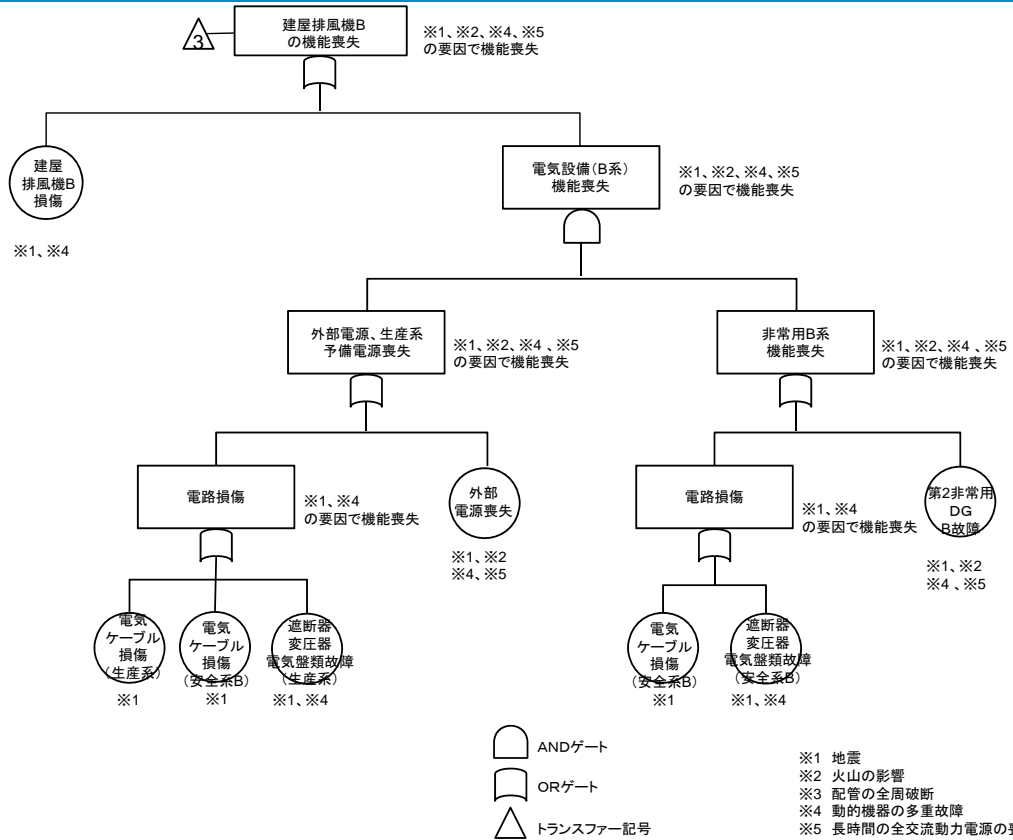 3
建屋排風機B
の機能喪失
※1、※2、※4、※5
の要因で機能喪失
建屋
排風機B
損傷
※1、※4
電気設備(B系)
機能喪失
※1、※2、※4、※5
の要因で機能喪失
外部電源、生産系
予備電源喪失
※1、※2、※4 、※5
の要因で機能喪失
非常用B系
機能喪失
※1、※2、※4 、※5
の要因で機能喪失
電路損傷
※1、※4
の要因で機能喪失
外部
電源喪失
※1、※2
※4、※5
電路損傷
※1、※4
の要因で機能喪失
第2非常用
DG
B故障
※1、※2
※4 、※5
電気
ケーブル
損傷
(生産系)
※1
電気
ケーブル
損傷
(安全系B)
※1
遮断器
変圧器
電気盤類故障
(生産系)
※1、※4
電気
ケーブル
損傷
(安全系B)
※1
遮断器
変圧器
電気盤類故障
(安全系B)
※1、※4
ANDゲート
ORゲート
トランスファー記号
※1 地震
※2 火山の影響
※3 配管の全周破断
※4 動的機器の多重故障
※5 長時間の全交流動力電源の